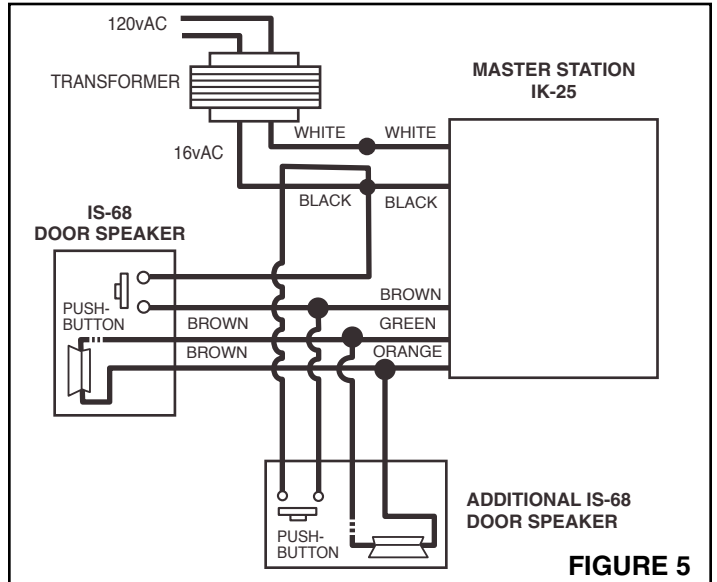 120vAC
TRANSFORMER
MASTER STATION
IK-25
WHITE WHITE
16vAC
BLACK BLACK
IS-68
DOOR SPEAKER
PUSH-
BUTTON
BROWN
BROWN GREEN
BROWN ORANGE
PUSH-
BUTTON
ADDITIONAL IS-68
DOOR SPEAKER
FIGURE 5